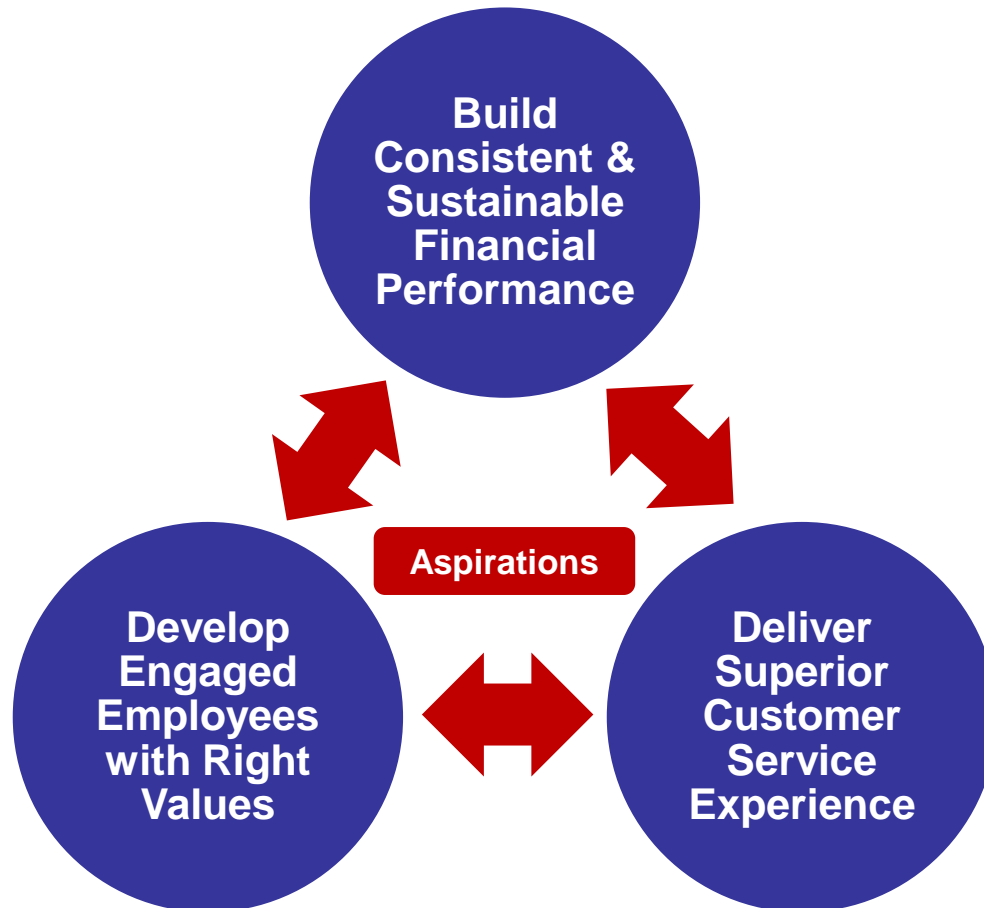 Build
Consistent &
Sustainable
Financial
Performance
Aspirations
Develop
Engaged
Employees
with Right
Values
Deliver
Superior
Customer
Service
Experience